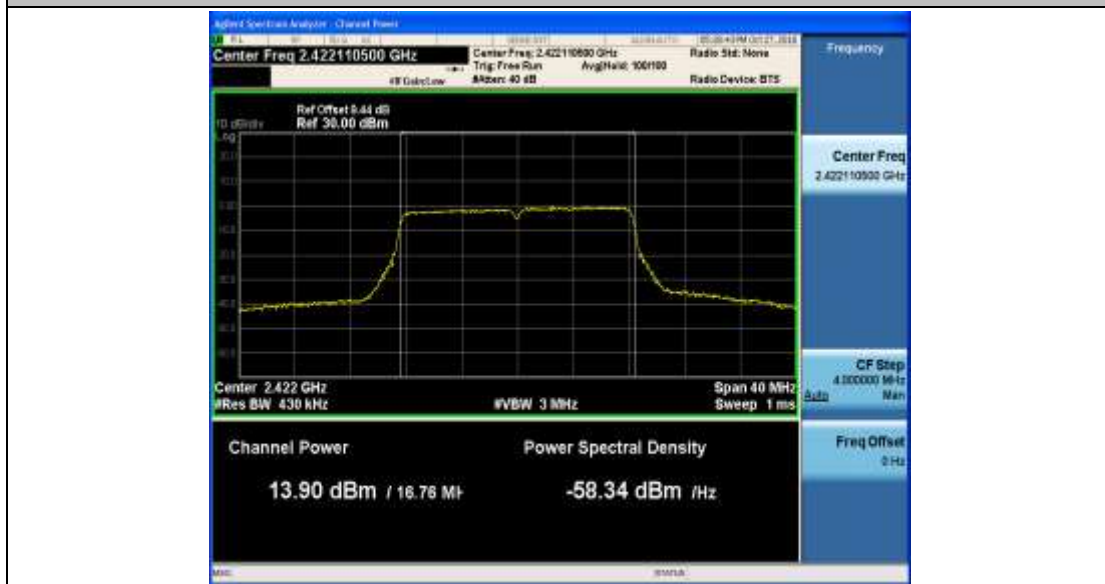 Agilent Spectrum Analyzer - Channel Power
Center Freq 2.422110500 GHz
Center Freq: 2.422110500 GHz
Radio Std: None
Trig: Free Run Avg|Hold: 100/100
#IFGain:Low
#Atten: 40 dB
Radio Device: BTS
Frequency
Ref Offset 8.44 dB
10 dB/div Ref 30.00 dBm
Log
Center Freq
2.422110500 GHz
Center 2.422 GHz
Span 40 MHz
#Res BW 430 kHz
#VBW 3 MHz
Sweep 1 ms
CF Step
4.000000 MHz
Auto Man
Freq Offset
0 Hz
Channel Power
Power Spectral Density
13.90 dBm / 16.76 MH
-58.34 dBm /Hz
MSG
STATUS